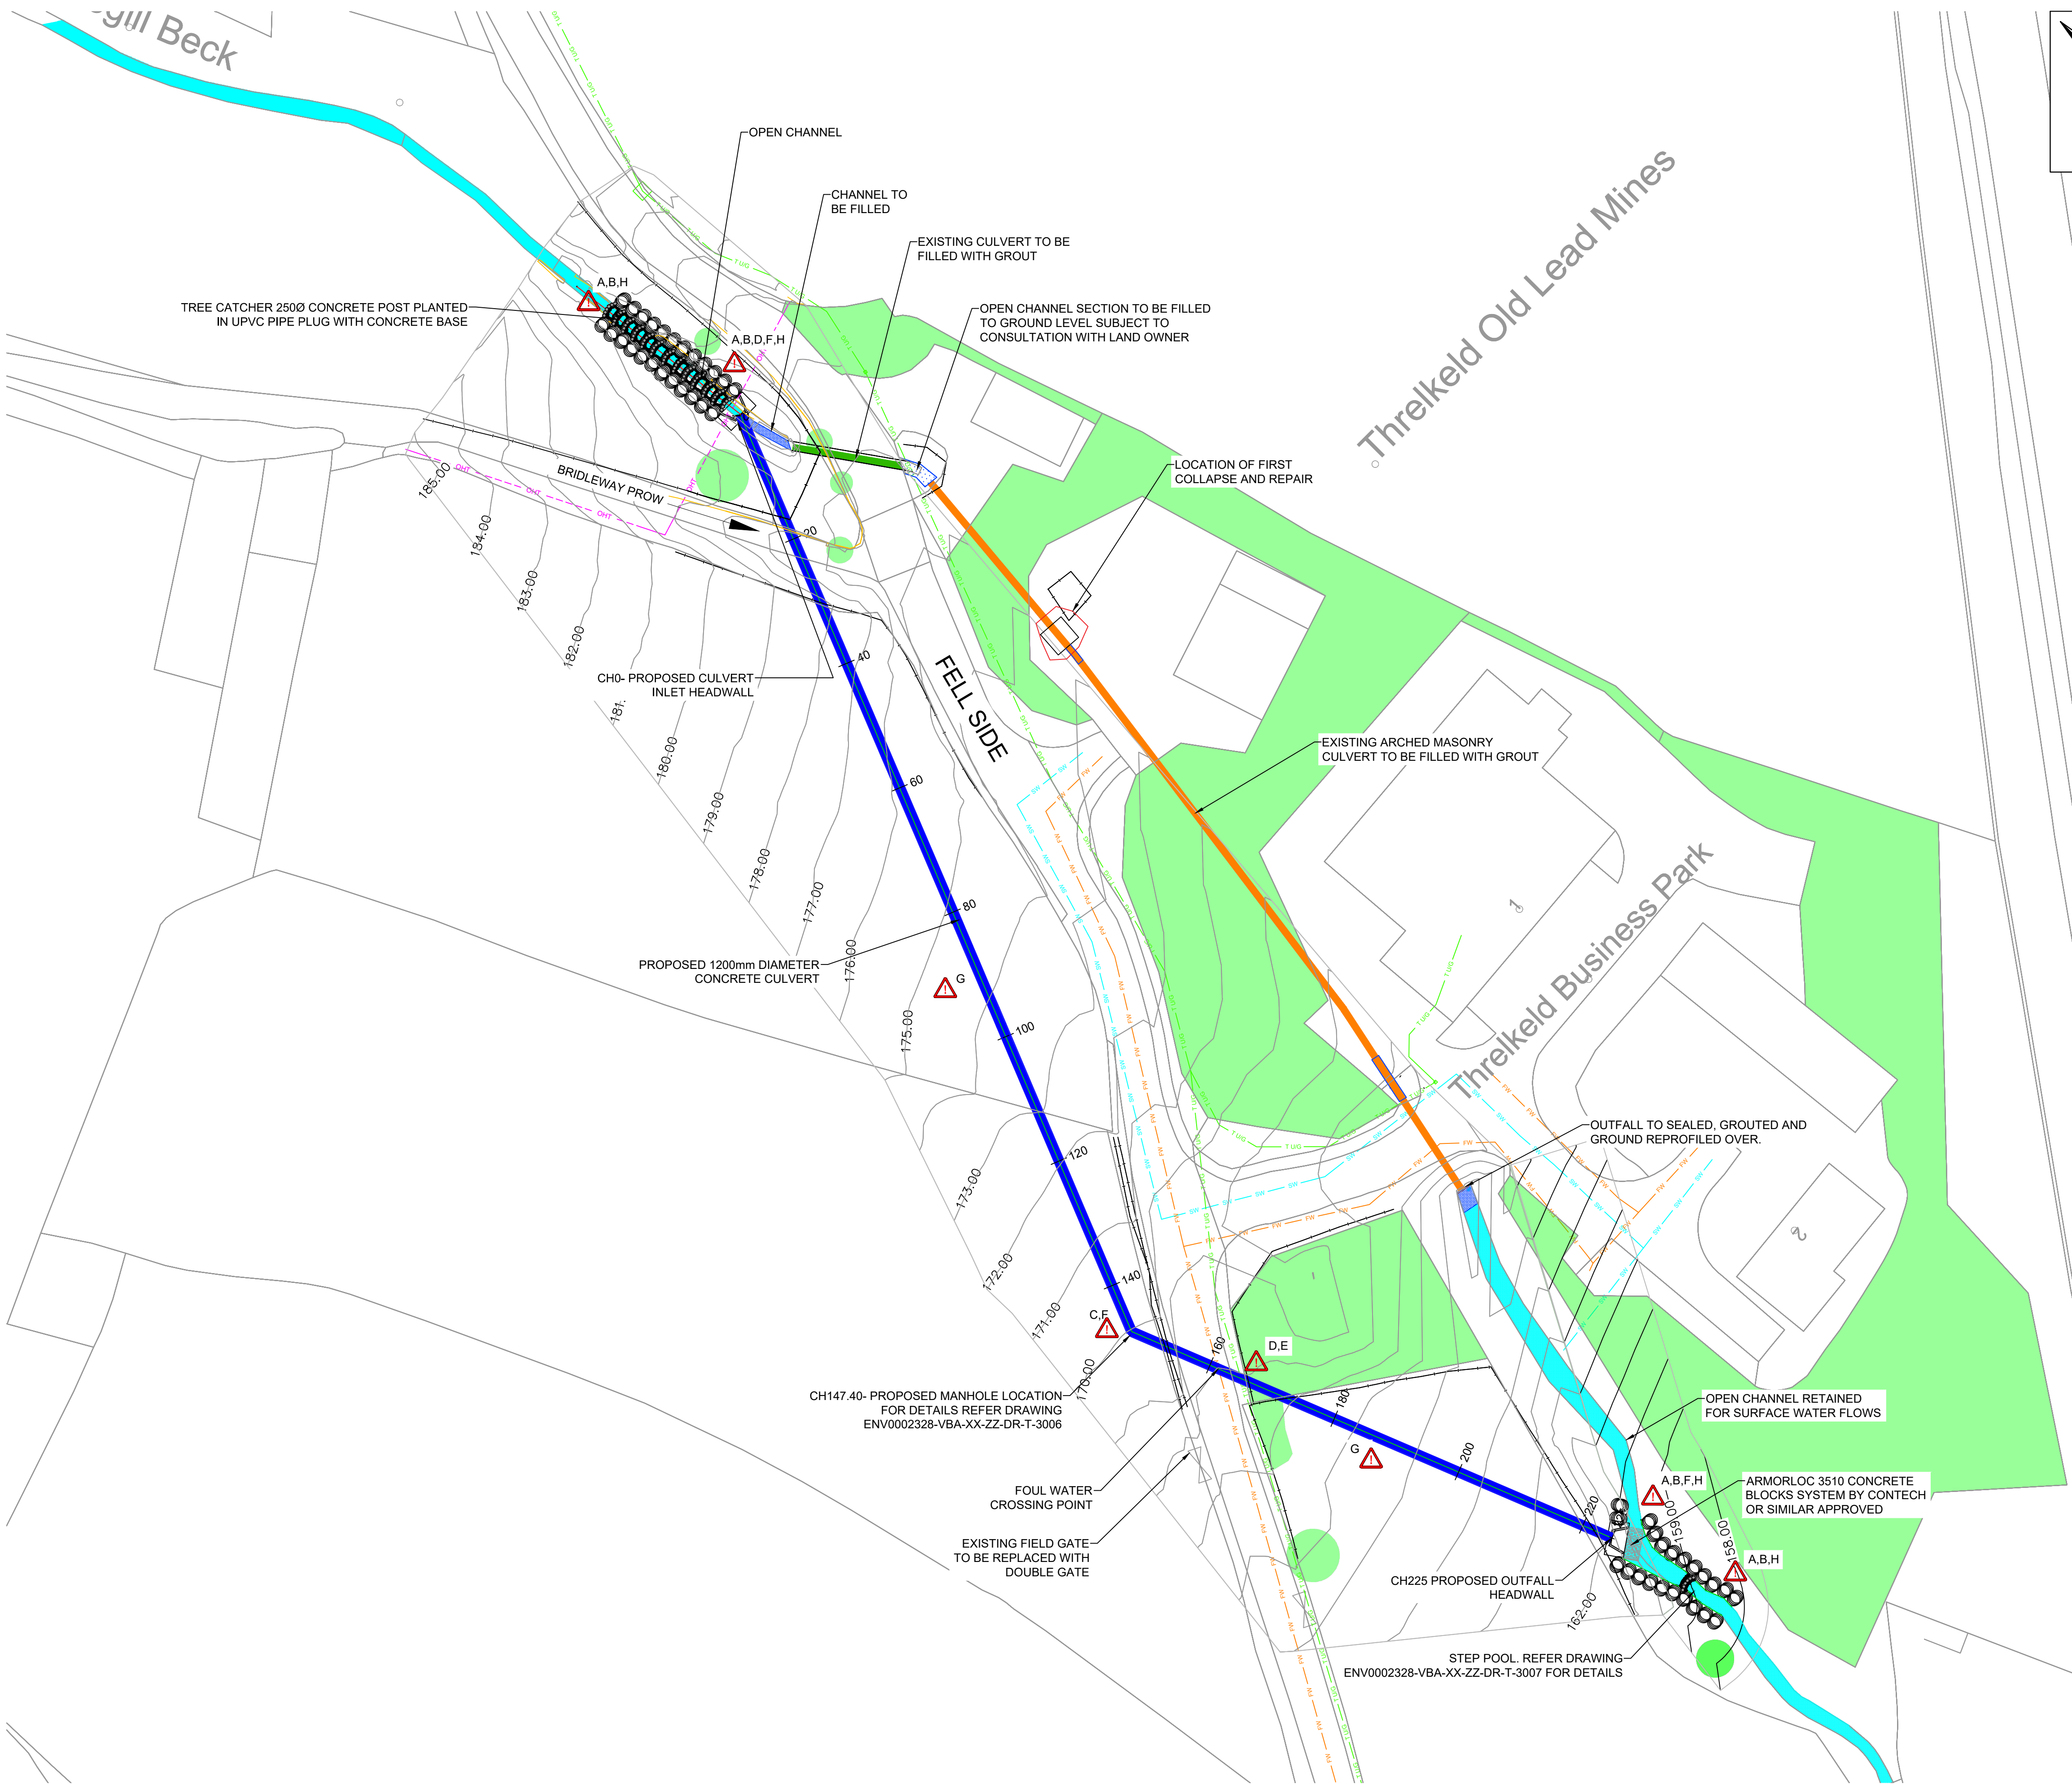 gill Beck
OPEN CHANNEL
CHANNEL TO
BE FILLED
EXISTING CULVERT TO BE
FILLED WITH GROUT
A,B,H
TREE CATCHER 250Ø CONCRETE POST PLANTED
IN UPVC PIPE PLUG WITH CONCRETE BASE
OPEN CHANNEL SECTION TO BE FILLED
TO GROUND LEVEL SUBJECT TO
CONSULTATION WITH LAND OWNER
A,B,D,F,H
Threlkeld Old Lead Mines
LOCATION OF FIRST
COLLAPSE AND REPAIR
BRIDLEWAY PROW
OHT
OHT
OHT
OHT
185.00
184.00
183.00
182.00
181.
180.00
179.00
178.00
177.00
176.00
175.00
173.00
172.00
171.00
170.00
20
40
60
80
100
120
140
160
180
200
220
CH0- PROPOSED CULVERT
INLET HEADWALL
FELL SIDE
EXISTING ARCHED MASONRY
CULVERT TO BE FILLED WITH GROUT
1
Threlkeld Business Park
PROPOSED 1200mm DIAMETER
CONCRETE CULVERT
G
OUTFALL TO SEALED, GROUTED AND
GROUND REPROFILED OVER.
2
C,F
D,E
CH147.40- PROPOSED MANHOLE LOCATION
FOR DETAILS REFER DRAWING
ENV0002328-VBA-XX-ZZ-DR-T-3006
OPEN CHANNEL RETAINED
FOR SURFACE WATER FLOWS
G
FOUL WATER
CROSSING POINT
A,B,F,H
ARMORLOC 3510 CONCRETE
BLOCKS SYSTEM BY CONTECH
OR SIMILAR APPROVED
159.00
158.00
EXISTING FIELD GATE
TO BE REPLACED WITH
DOUBLE GATE
A,B,H
CH225 PROPOSED OUTFALL
HEADWALL
162.00
STEP POOL. REFER DRAWING
ENV0002328-VBA-XX-ZZ-DR-T-3007 FOR DETAILS
T U/G
SW
FW